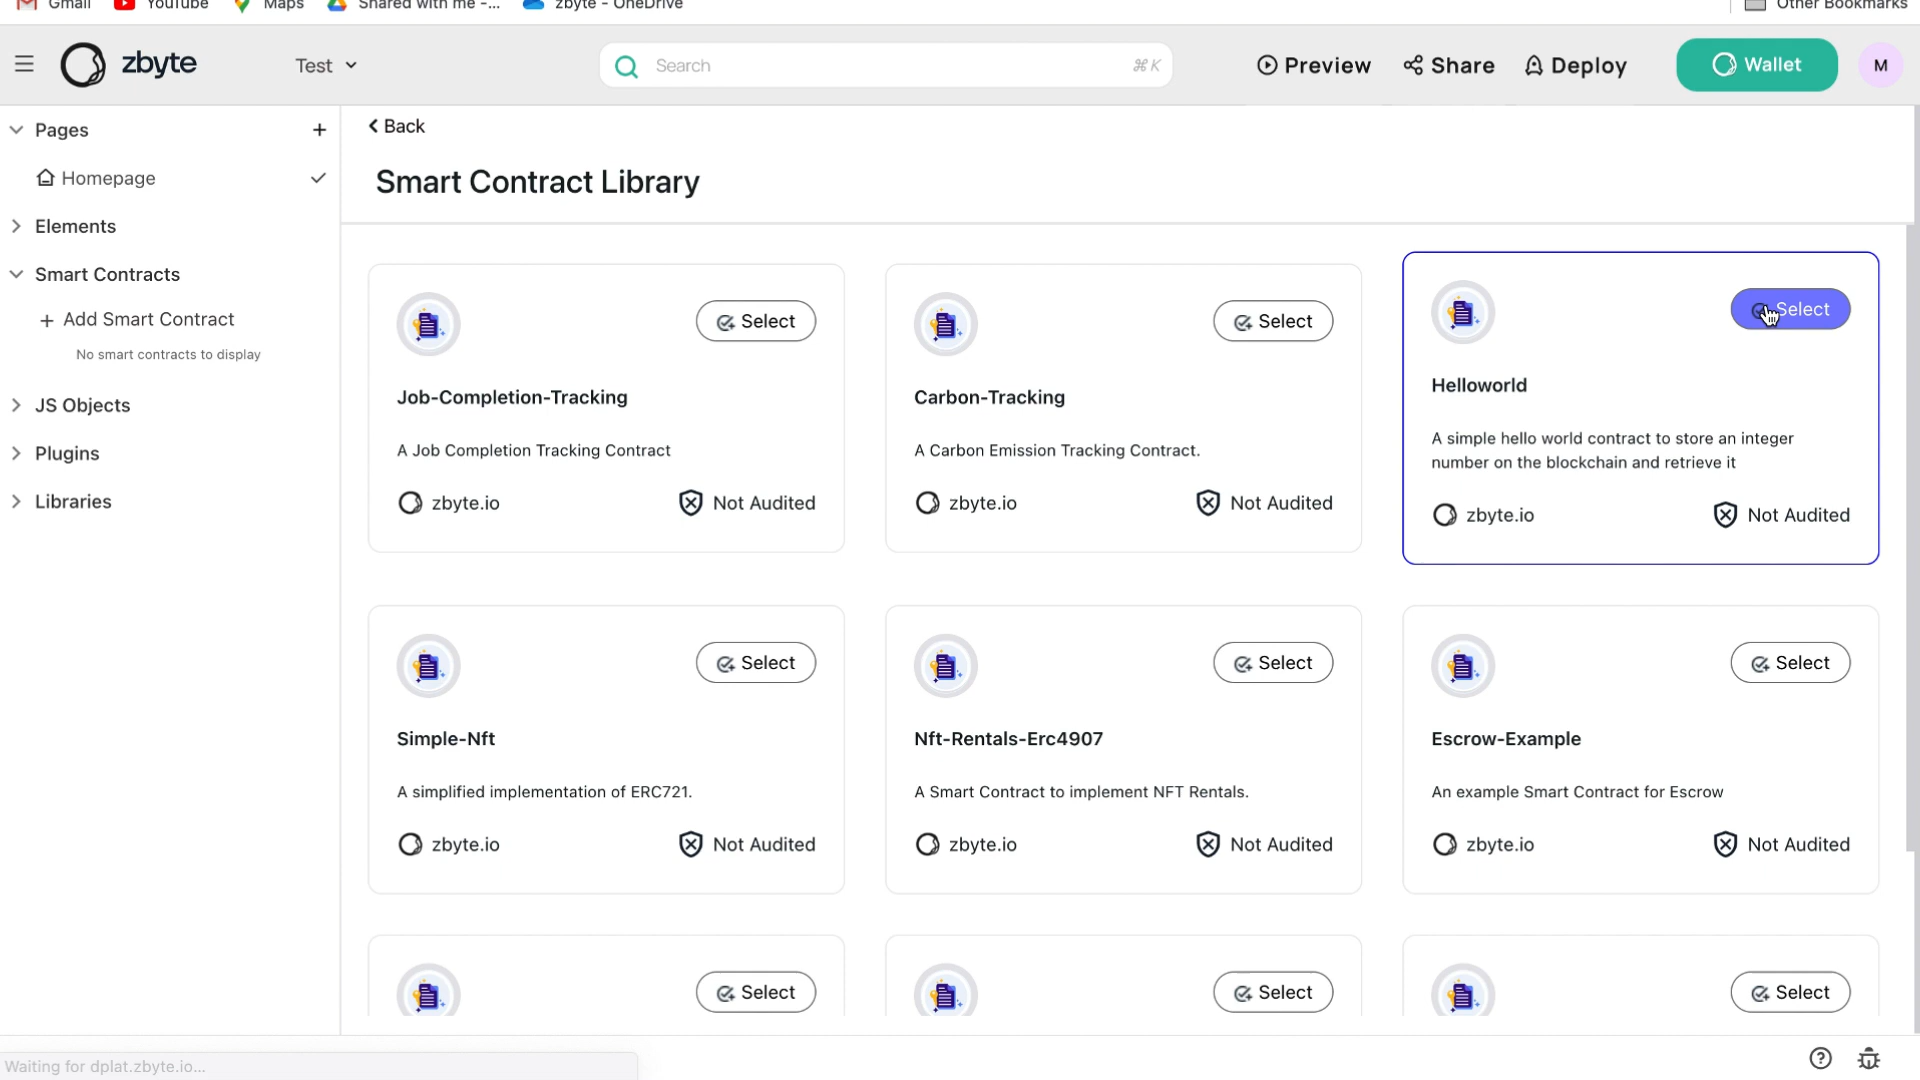 Gmail YouTube Maps Shared with me -... zbyte - OneDrive Other Bookmarks
zbyte Test Search ⌘K Preview Share Deploy Wallet M
Pages +
Homepage
Elements
Smart Contracts
+ Add Smart Contract
No smart contracts to display
JS Objects
Plugins
Libraries
Back
Smart Contract Library
Select
Job-Completion-Tracking
A Job Completion Tracking Contract
zbyte.io Not Audited
Select
Carbon-Tracking
A Carbon Emission Tracking Contract.
zbyte.io Not Audited
Select
Helloworld
A simple hello world contract to store an integer
number on the blockchain and retrieve it
zbyte.io Not Audited
Select
Simple-Nft
A simplified implementation of ERC721.
zbyte.io Not Audited
Select
Nft-Rentals-Erc4907
A Smart Contract to implement NFT Rentals.
zbyte.io Not Audited
Select
Escrow-Example
An example Smart Contract for Escrow
zbyte.io Not Audited
Select
Select
Select
Waiting for dplat.zbyte.io...